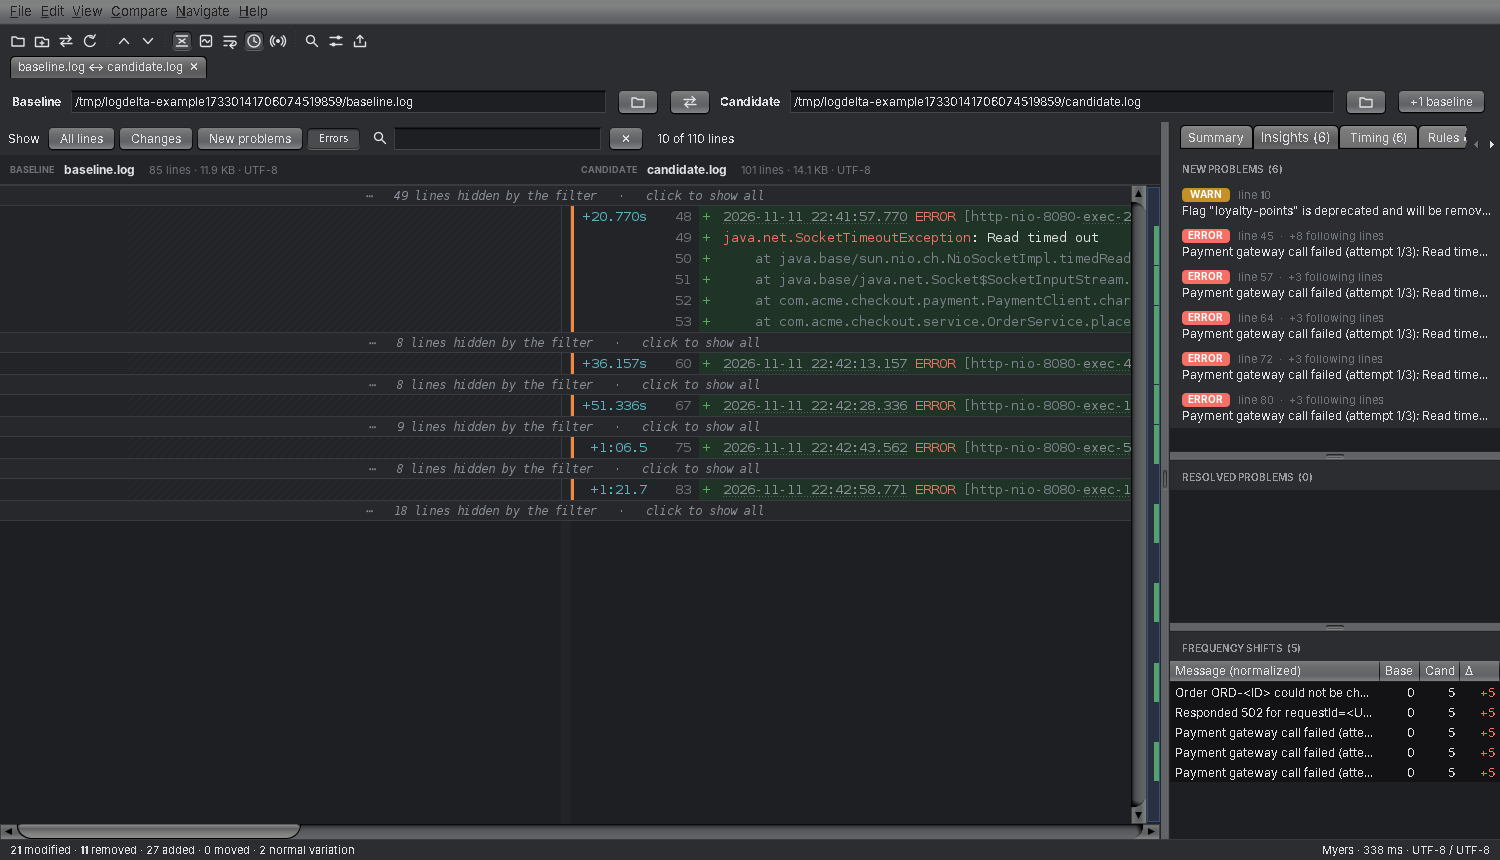 File Edit View Compare Navigate Help
baseline.log ↔ candidate.log ×
Baseline /tmp/logdelta-example17330141706074519859/baseline.log Candidate /tmp/logdelta-example17330141706074519859/candidate.log +1 baseline
Show All lines Changes New problems Errors × 10 of 110 lines
BASELINE baseline.log 85 lines · 11.9 KB · UTF-8 CANDIDATE candidate.log 101 lines · 14.1 KB · UTF-8
⋯ 49 lines hidden by the filter · click to show all
+20.770s 48 + 2026-11-11 22:41:57.770 ERROR [http-nio-8080-exec-2
49 + java.net.SocketTimeoutException: Read timed out
50 + at java.base/sun.nio.ch.NioSocketImpl.timedRead
51 + at java.base/java.net.Socket$SocketInputStream.
52 + at com.acme.checkout.payment.PaymentClient.char
53 + at com.acme.checkout.service.OrderService.place
⋯ 8 lines hidden by the filter · click to show all
+36.157s 60 + 2026-11-11 22:42:13.157 ERROR [http-nio-8080-exec-4
⋯ 8 lines hidden by the filter · click to show all
+51.336s 67 + 2026-11-11 22:42:28.336 ERROR [http-nio-8080-exec-1
⋯ 9 lines hidden by the filter · click to show all
+1:06.5 75 + 2026-11-11 22:42:43.562 ERROR [http-nio-8080-exec-5
⋯ 8 lines hidden by the filter · click to show all
+1:21.7 83 + 2026-11-11 22:42:58.771 ERROR [http-nio-8080-exec-1
⋯ 18 lines hidden by the filter · click to show all
Summary Insights (6) Timing (6) Rules
NEW PROBLEMS (6)
WARN line 10
Flag "loyalty-points" is deprecated and will be remov...
ERROR line 45 · +8 following lines
Payment gateway call failed (attempt 1/3): Read time...
ERROR line 57 · +3 following lines
Payment gateway call failed (attempt 1/3): Read time...
ERROR line 64 · +3 following lines
Payment gateway call failed (attempt 1/3): Read time...
ERROR line 72 · +3 following lines
Payment gateway call failed (attempt 1/3): Read time...
ERROR line 80 · +3 following lines
Payment gateway call failed (attempt 1/3): Read time...
RESOLVED PROBLEMS (0)
FREQUENCY SHIFTS (5)
Message (normalized) Base Cand Δ
Order ORD-<ID> could not be ch... 0 5 +5
Responded 502 for requestId=<U... 0 5 +5
Payment gateway call failed (atte... 0 5 +5
Payment gateway call failed (atte... 0 5 +5
Payment gateway call failed (atte... 0 5 +5
21 modified · 11 removed · 27 added · 0 moved · 2 normal variation Myers · 338 ms · UTF-8 / UTF-8